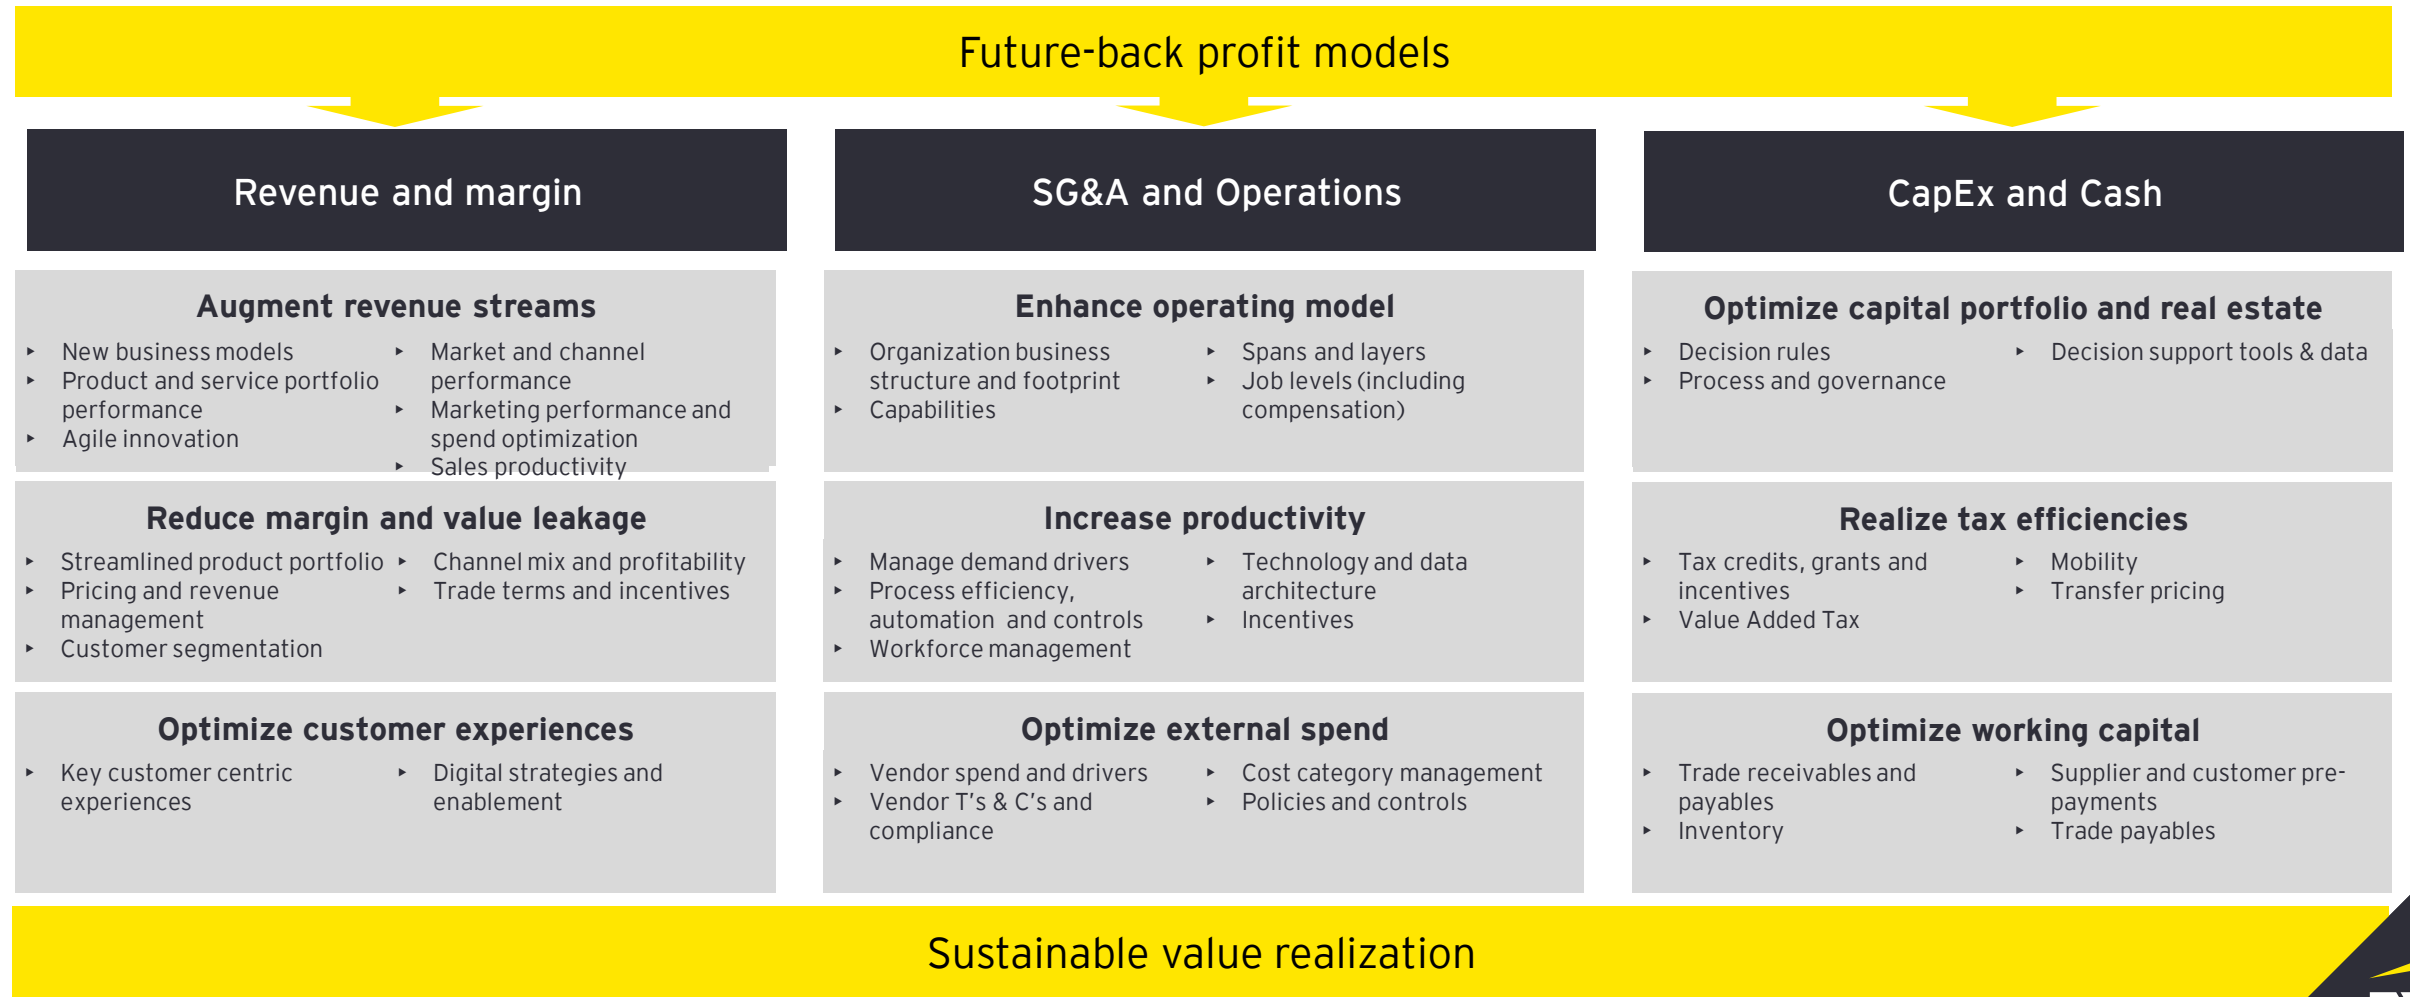 Future-back profit models
Revenue and margin
SG&A and Operations
CapEx and Cash
Augment revenue streams
‣ New business models
‣ Product and service portfolio
performance
‣ Agile innovation
‣ Market and channel
performance
‣ Marketing performance and
spend optimization
‣ Sales productivity
Enhance operating model
‣ Organization business
structure and footprint
‣ Capabilities
‣ Spans and layers
‣ Job levels (including
compensation)
Optimize capital portfolio and real estate
‣ Decision rules
‣ Process and governance
‣ Decision support tools & data
Reduce margin and value leakage
‣ Streamlined product portfolio
‣ Pricing and revenue
management
‣ Customer segmentation
‣ Channel mix and profitability
‣ Trade terms and incentives
Increase productivity
‣ Manage demand drivers
‣ Process efficiency,
automation and controls
‣ Workforce management
‣ Technology and data
architecture
‣ Incentives
Realize tax efficiencies
‣ Tax credits, grants and
incentives
‣ Value Added Tax
‣ Mobility
‣ Transfer pricing
Optimize customer experiences
‣ Key customer centric
experiences
‣ Digital strategies and
enablement
Optimize external spend
‣ Vendor spend and drivers
‣ Vendor T's & C's and
compliance
‣ Cost category management
‣ Policies and controls
Optimize working capital
‣ Trade receivables and
payables
‣ Inventory
‣ Supplier and customer pre-
payments
‣ Trade payables
Sustainable value realization